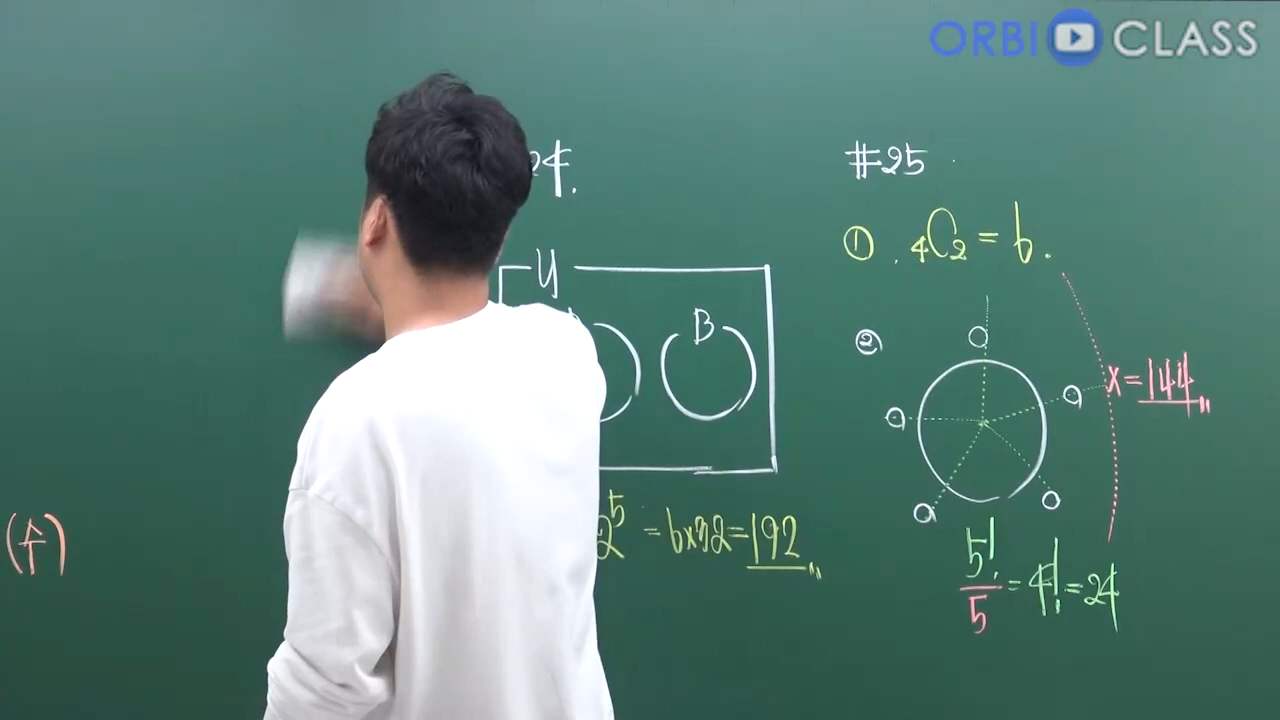 ORBI CLASS
24.
U
B
2⁵ = 6×32=192
(수)
#25
① . ₄C₂ = 6.
②
x=144
5!/5 = 4! = 24